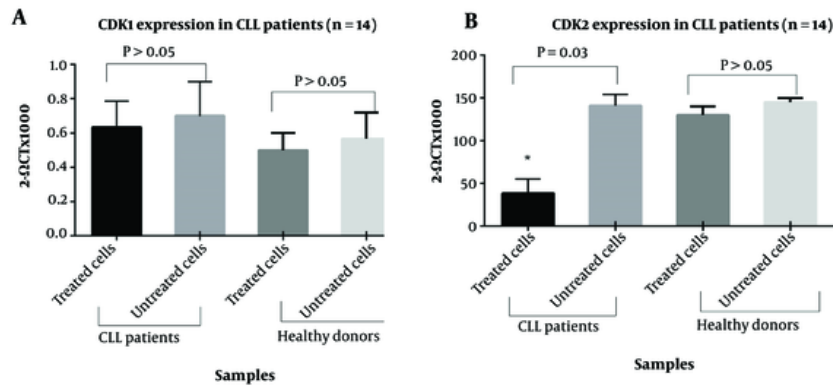 A
CDK1 expression in CLL patients (n = 14)
P > 0.05
P > 0.05
2-ΩCTx1000
1.0
0.8
0.6
0.4
0.2
0.0
Treated cells
Untreated cells
Treated cells
Untreated cells
CLL patients
Healthy donors
Samples
B
CDK2 expression in CLL patients (n = 14)
P = 0.03
P > 0.05
2-ΩCTx1000
200
150
100
50
0
*
Treated cells
Untreated cells
Treated cells
Untreated cells
CLL patients
Healthy donors
Samples